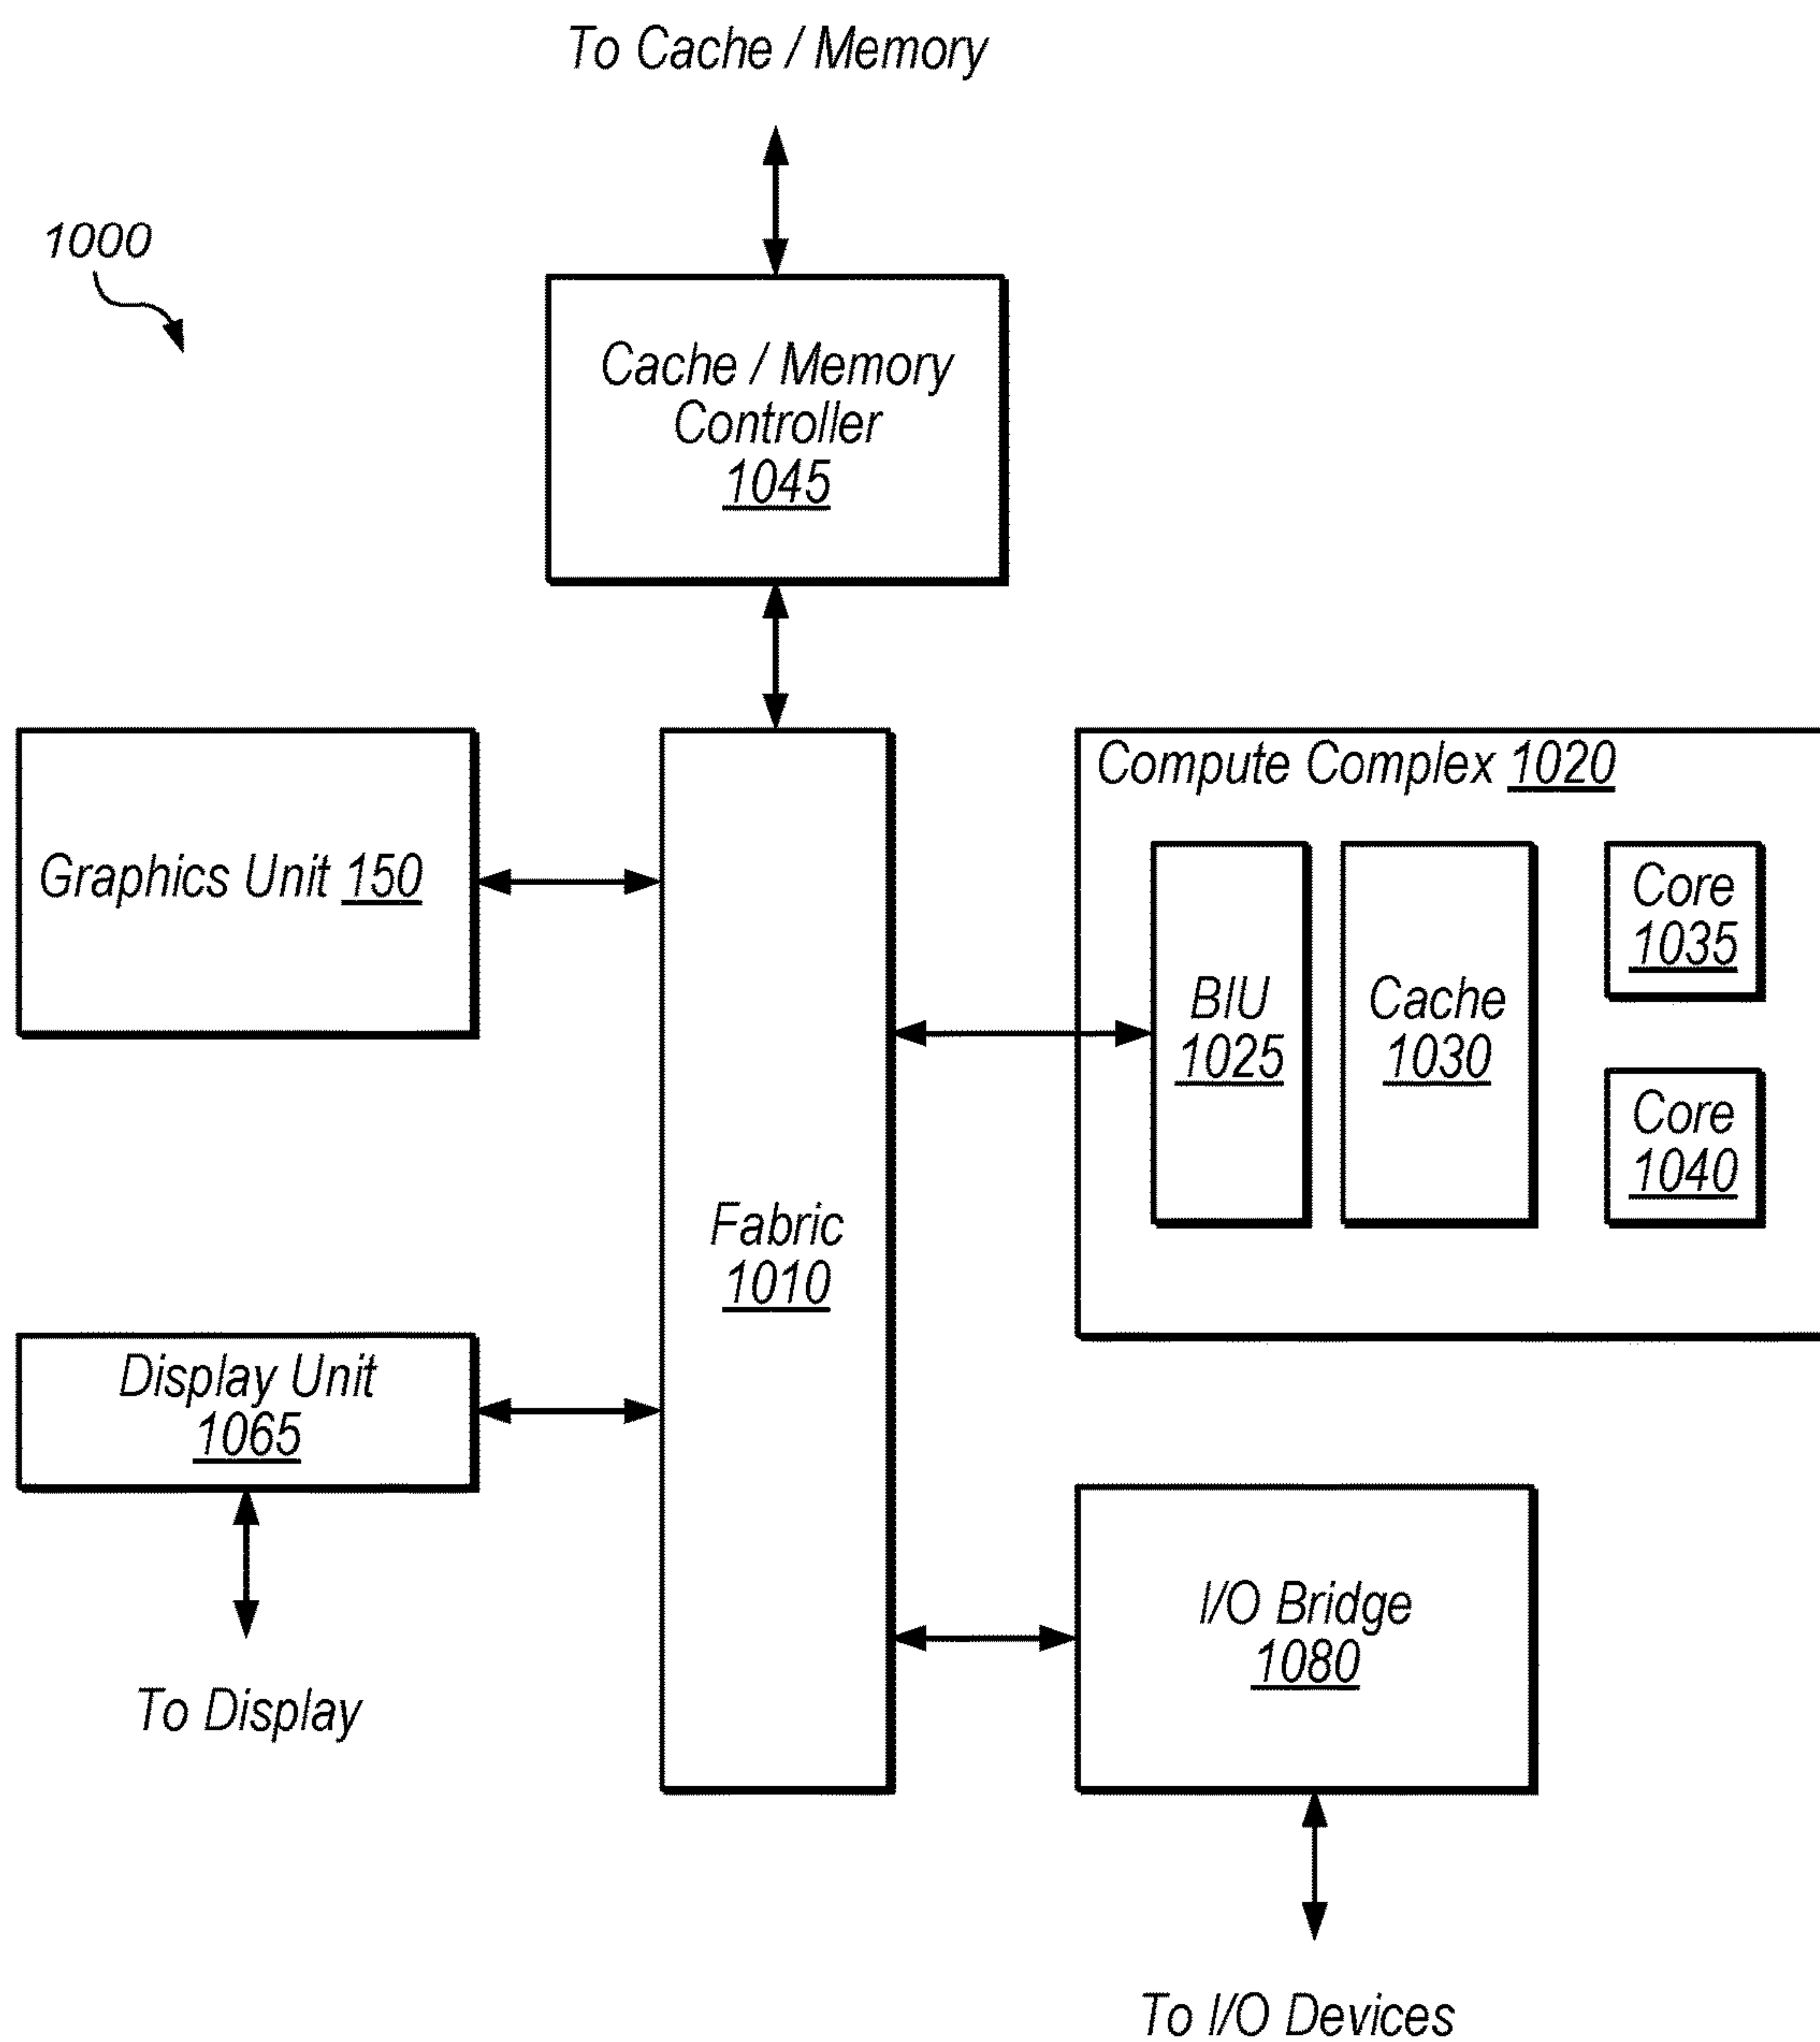 To Cache / Memory
1000
Cache / Memory
Controller
1045
Graphics Unit 150
Compute Complex 1020
BIU
1025
Cache
1030
Core
1035
Core
1040
Fabric
1010
Display Unit
1065
To Display
I/O Bridge
1080
To I/O Devices